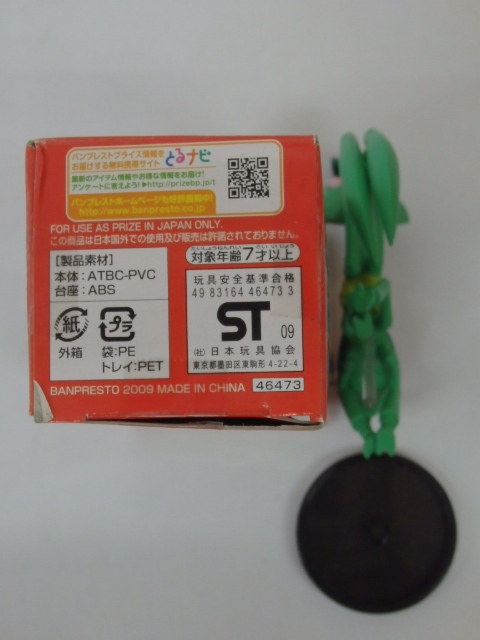 バンプレストプライズ情報を
お届けする無料携帯サイト
とるナビ
最新のアイテム情報やお得な情報をお届け!
アンケートに答えよう! ▶http://prizebp.jp/t
バンプレストホームページも好評展開中!
http://www.banpresto.co.jp/
FOR USE AS PRIZE IN JAPAN ONLY.
この商品は日本国外での使用及び販売は許諾されておりません。
[製品素材]
本体:ATBC-PVC
台座:ABS
紙
プラ
外箱
袋:PE
トレイ:PET
対象年齢7才以上
玩具安全基準合格
49 83164 46473 3
ST
09
(社) 日本玩具協会
東京都墨田区東駒形4-22-4
BANPRESTO 2009 MADE IN CHINA
46473